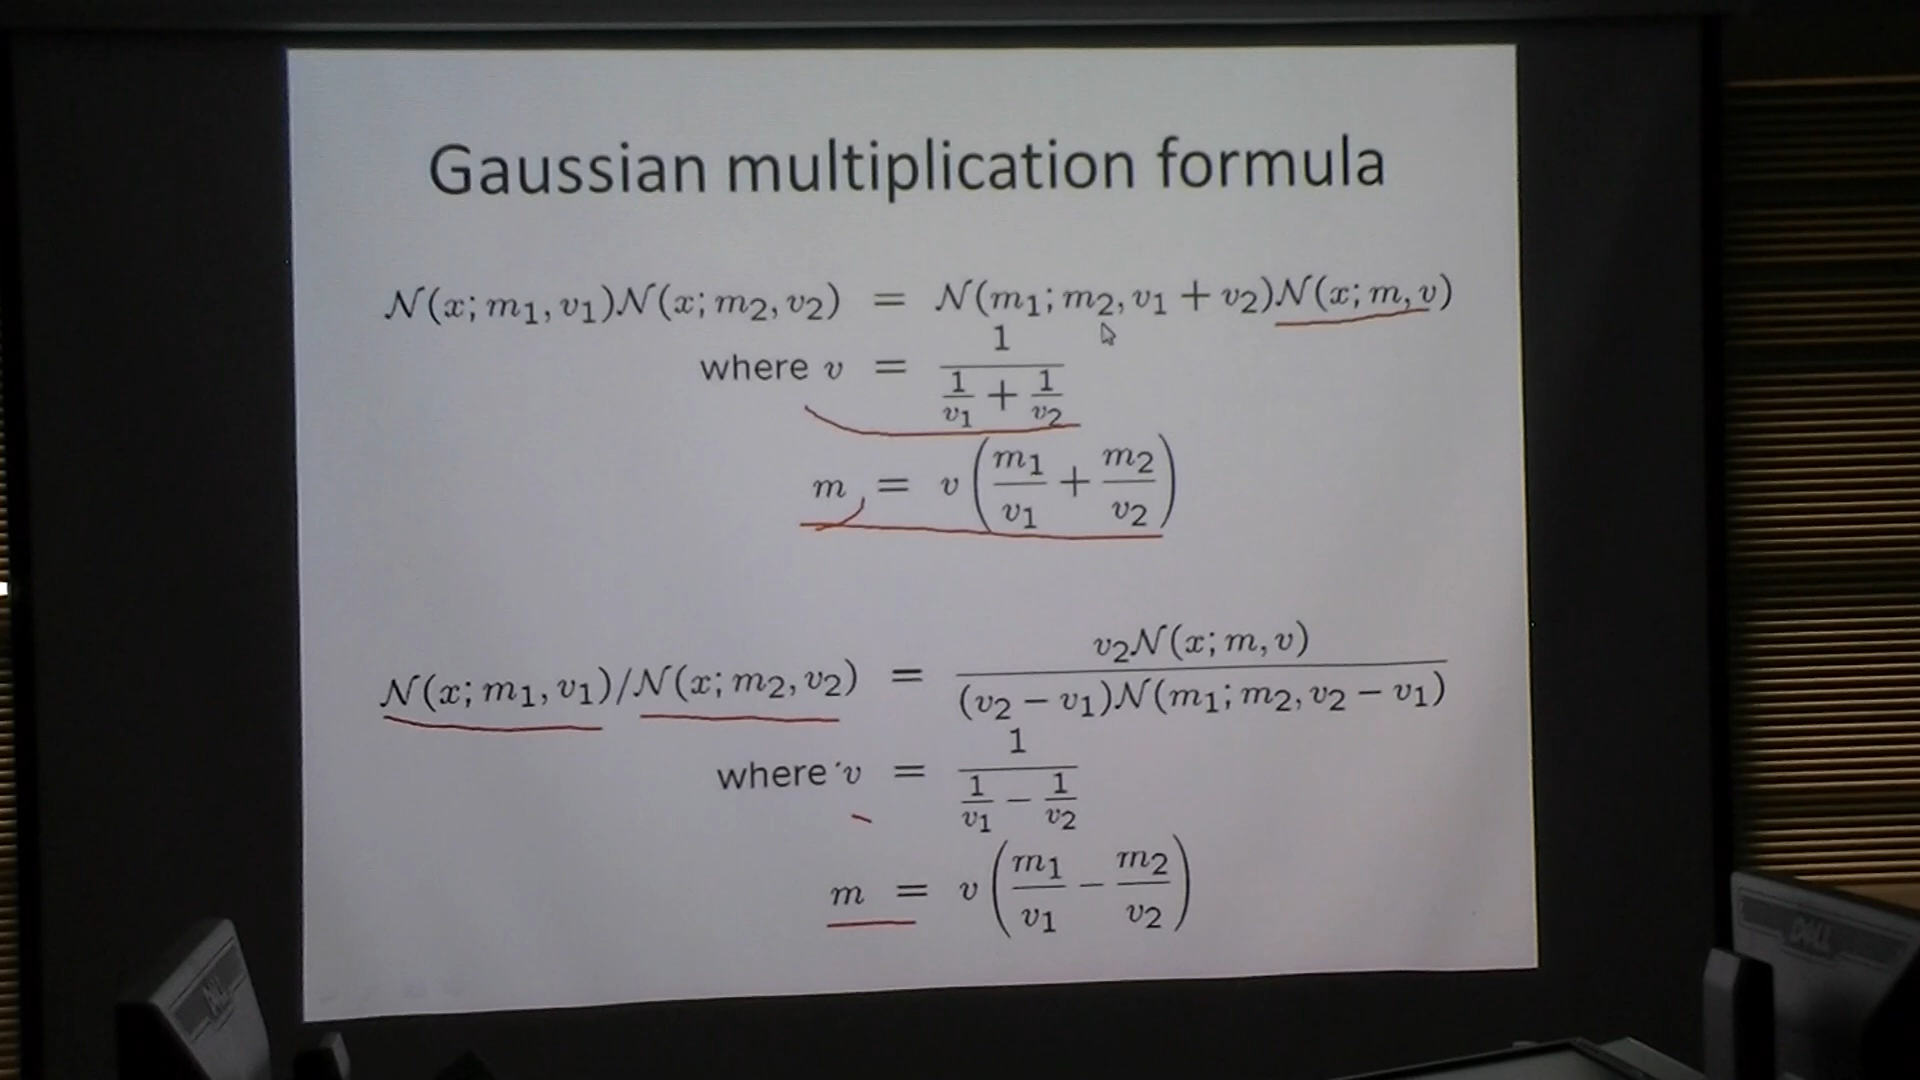 Gaussian multiplication formula
𝒩(x; m₁, v₁)𝒩(x; m₂, v₂) = 𝒩(m₁; m₂, v₁ + v₂)𝒩(x; m, v)
where v = 1 / (1/v₁ + 1/v₂)
m = v (m₁/v₁ + m₂/v₂)
𝒩(x; m₁, v₁)/𝒩(x; m₂, v₂) = v₂𝒩(x; m, v) / ((v₂ − v₁)𝒩(m₁; m₂, v₂ − v₁))
where v = 1 / (1/v₁ − 1/v₂)
m = v (m₁/v₁ − m₂/v₂)
DELL
DELL